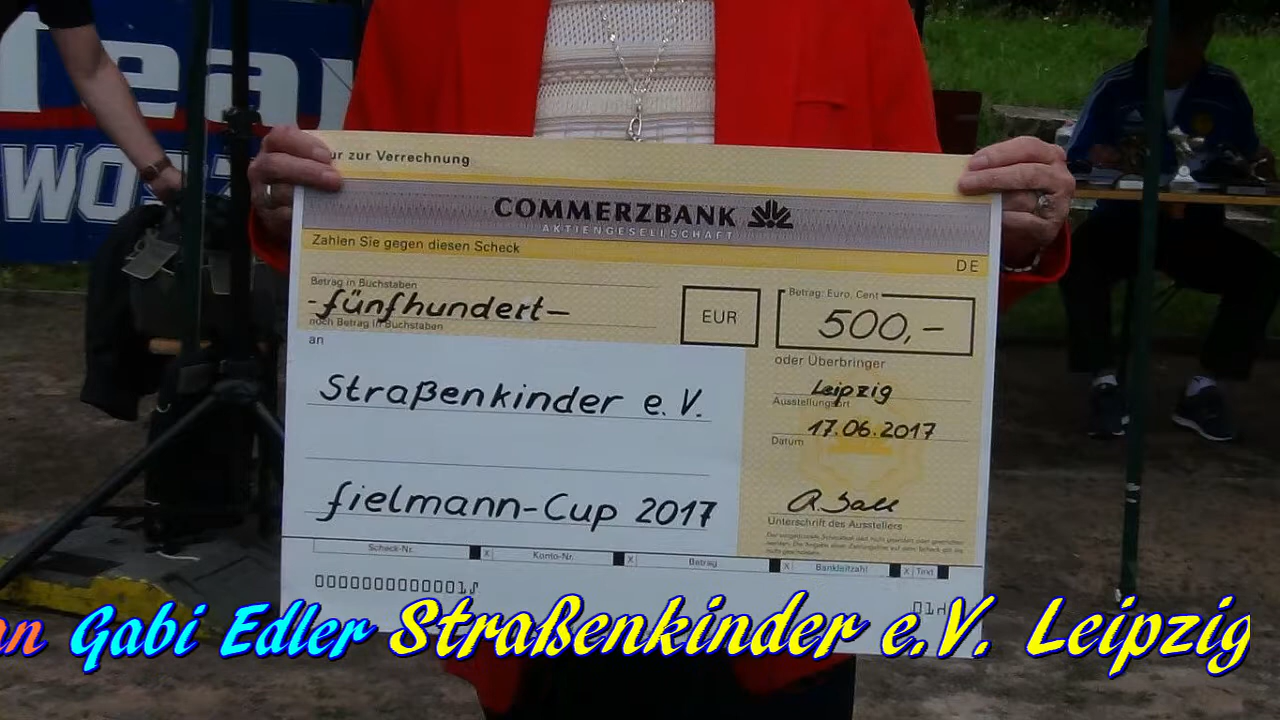 tea
WOS
ur zur Verrechnung
COMMERZBANK
AKTIENGESELLSCHAFT
Zahlen Sie gegen diesen Scheck
DE
Betrag in Buchstaben
-fünfhundert-
noch Betrag in Buchstaben
EUR
Betrag: Euro, Cent
500,-
an
oder Überbringer
Straßenkinder e.V.
Leipzig
Ausstellungsort
17.06.2017
Datum
fielmann-Cup 2017
Unterschrift des Ausstellers
Scheck-Nr. X Konto-Nr. X Betrag X Bankleitzahl X Text
an Gabi Edler Straßenkinder e.V. Leipzig